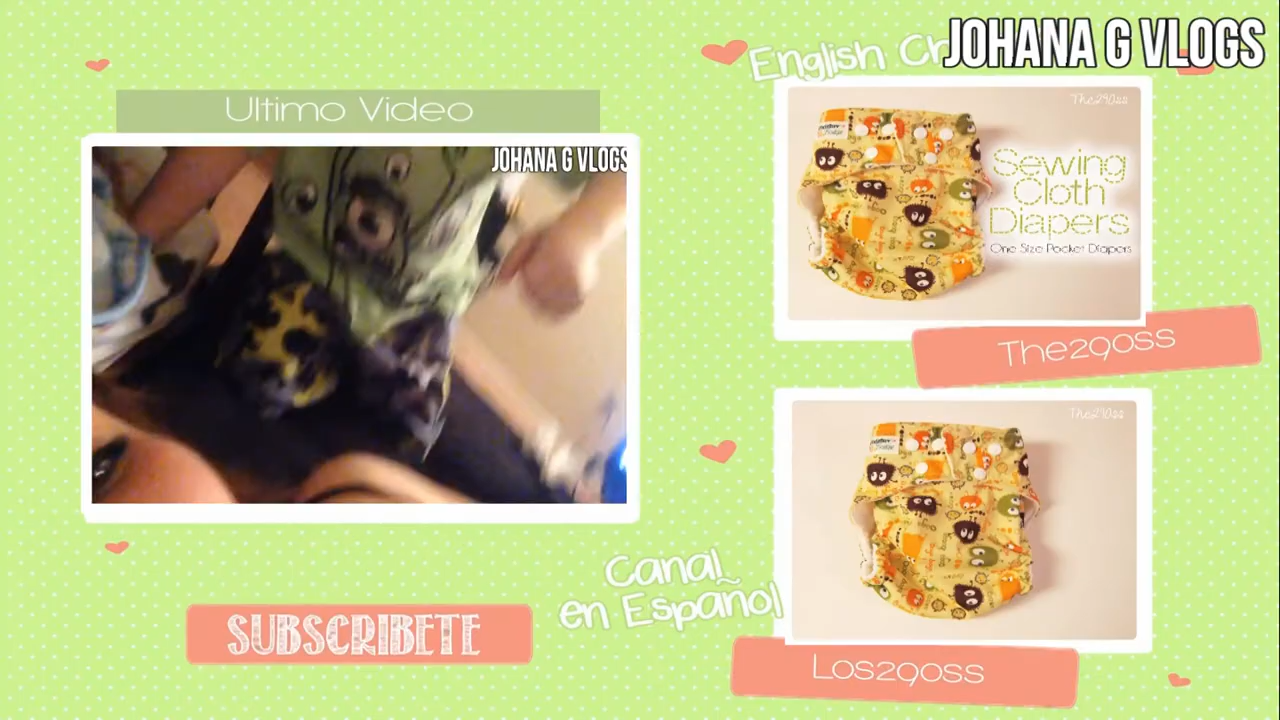 JOHANA G VLOGS
English
Ultimo Video
JOHANA G VLOGS
The29oss
Sewing
Cloth
Diapers
One Size Pocket Diapers
The29oss
The29oss
Canal
en Español
SUBSCRIBETE
Los29oss